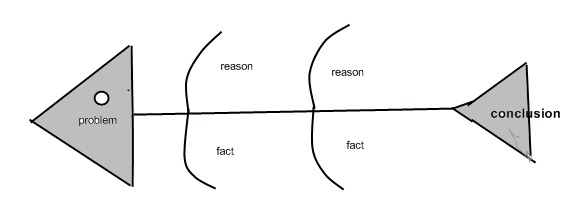 problem
reason
fact
reason
fact
conclusion